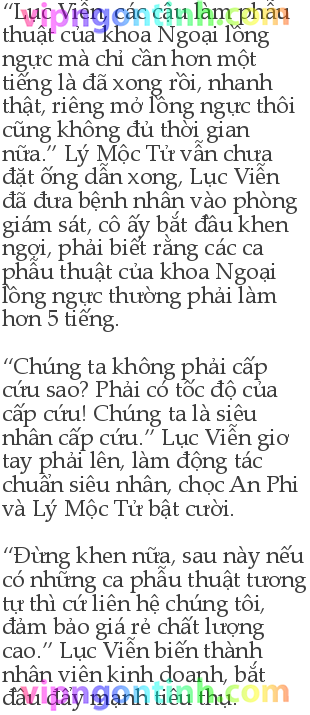 “Lục Viễn, các cậu làm phẫu
thuật của khoa Ngoại lồng
ngực mà chỉ cần hơn một
tiếng là đã xong rồi, nhanh
thật, riêng mở lồng ngực thôi
cũng không đủ thời gian
nữa.” Lý Mộc Tử vẫn chưa
đặt ống dẫn xong, Lục Viễn
đã đưa bệnh nhân vào phòng
giám sát, cô ấy bắt đầu khen
ngợi, phải biết rằng các ca
phẫu thuật của khoa Ngoại
lồng ngực thường phải làm
hơn 5 tiếng.
“Chúng ta không phải cấp
cứu sao? Phải có tốc độ của
cấp cứu! Chúng ta là siêu
nhân cấp cứu.” Lục Viễn giơ
tay phải lên, làm động tác
chuẩn siêu nhân, chọc An Phi
và Lý Mộc Tử bật cười.
“Đừng khen nữa, sau này nếu
có những ca phẫu thuật tương
tự thì cứ liên hệ chúng tôi,
đảm bảo giá rẻ chất lượng
cao.” Lục Viễn biến thành
nhân viên kinh doanh, bắt
đầu đẩy mạnh tiêu thụ.
vipngontinh.com
vipngontinh.com